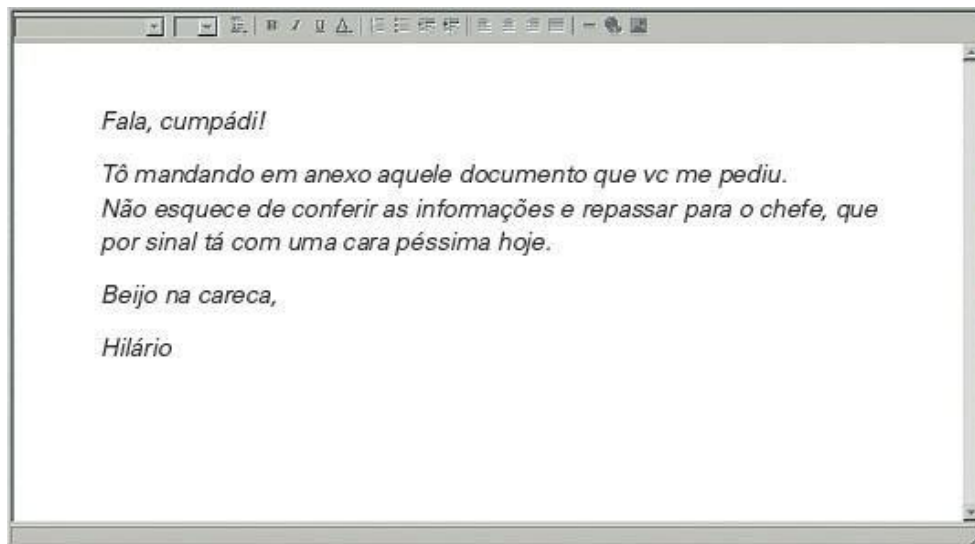 Fala, cumpádi!
Tô mandando em anexo aquele documento que vc me pediu.
Não esquece de conferir as informações e repassar para o chefe, que
por sinal tá com uma cara péssima hoje.
Beijo na careca,
Hilário